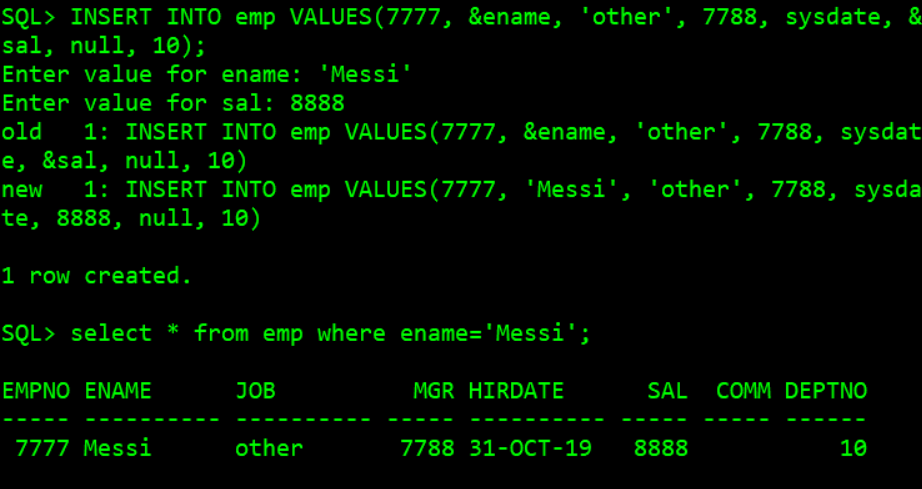 SQL> INSERT INTO emp VALUES(7777, &ename, 'other', 7788, sysdate, &
sal, null, 10);
Enter value for ename: 'Messi'
Enter value for sal: 8888
old   1: INSERT INTO emp VALUES(7777, &ename, 'other', 7788, sysdat
e, &sal, null, 10)
new   1: INSERT INTO emp VALUES(7777, 'Messi', 'other', 7788, sysda
te, 8888, null, 10)
1 row created.
SQL> select * from emp where ename='Messi';
EMPNO ENAME      JOB          MGR HIRDATE      SAL  COMM DEPTNO
----- ---------- ---------- ----- ---------- ----- ----- ------
 7777 Messi      other       7788 31-OCT-19   8888           10